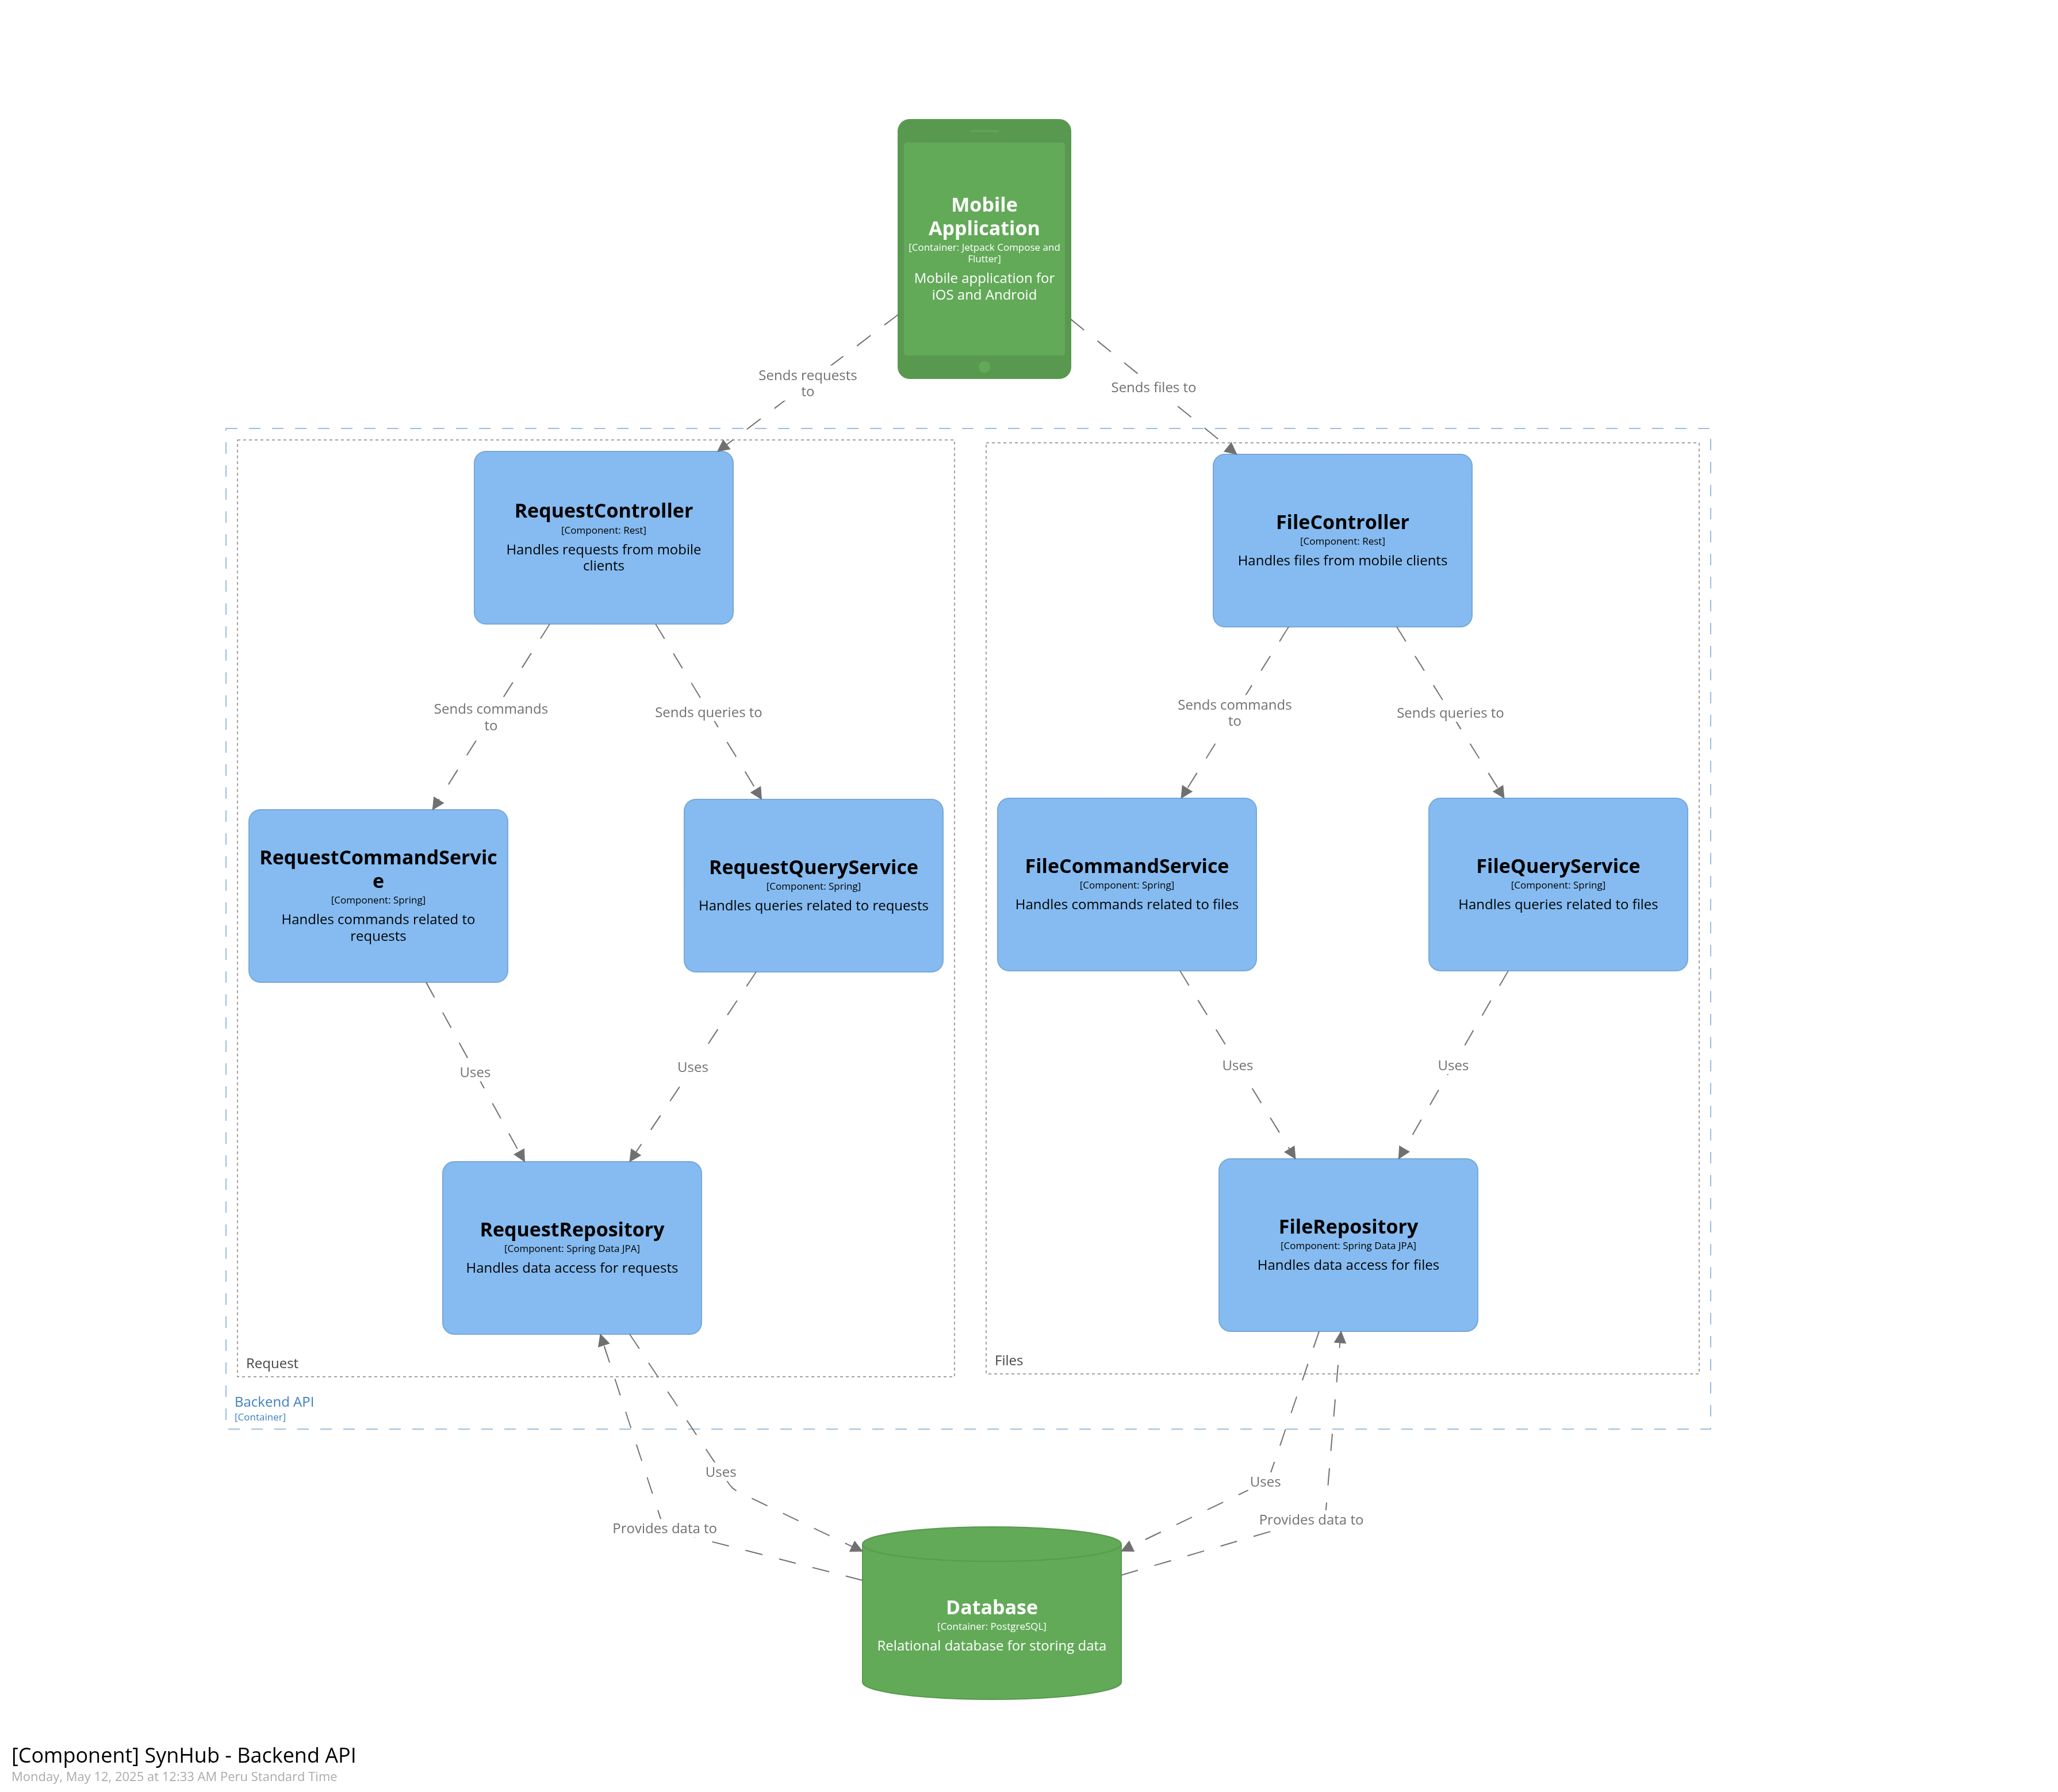 Mobile
Application
[Container: Jetpack Compose and
Flutter]
Mobile application for
iOS and Android
Sends requests
to
Sends files to
RequestController
[Component: Rest]
Handles requests from mobile
clients
FileController
[Component: Rest]
Handles files from mobile clients
Sends commands
to
Sends queries to
Sends commands
to
Sends queries to
RequestCommandServic
e
[Component: Spring]
Handles commands related to
requests
RequestQueryService
[Component: Spring]
Handles queries related to requests
FileCommandService
[Component: Spring]
Handles commands related to files
FileQueryService
[Component: Spring]
Handles queries related to files
Uses
Uses
Uses
Uses
RequestRepository
[Component: Spring Data JPA]
Handles data access for requests
FileRepository
[Component: Spring Data JPA]
Handles data access for files
Request
Files
Backend API
[Container]
Uses
Uses
Provides data to
Provides data to
Database
[Container: PostgreSQL]
Relational database for storing data
[Component] SynHub - Backend API
Monday, May 12, 2025 at 12:33 AM Peru Standard Time